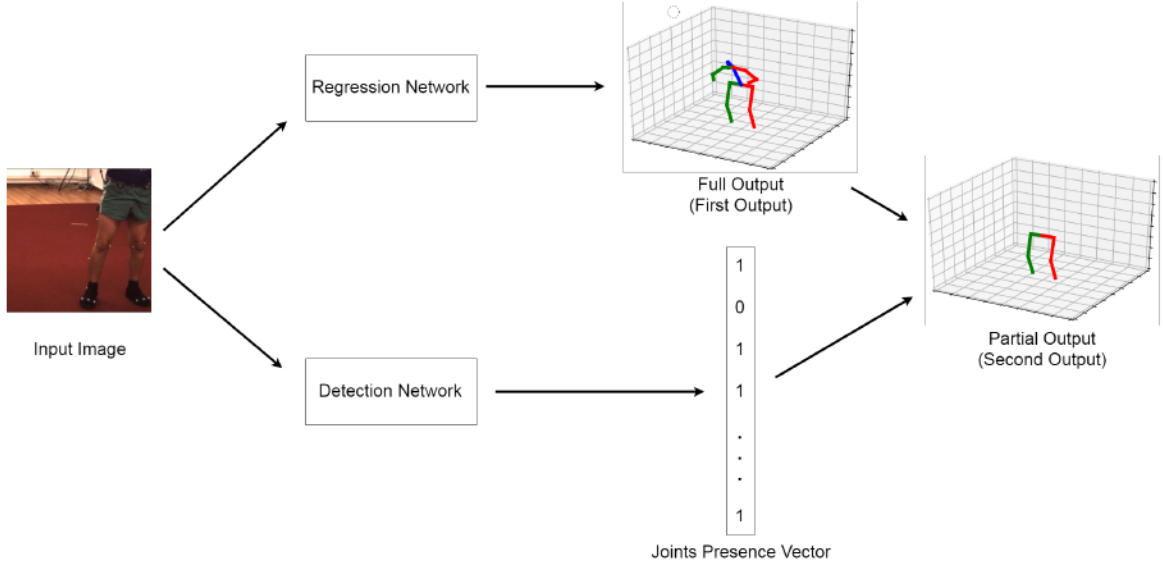 Regression Network
Full Output
(First Output)
Input Image
Detection Network
1
0
1
1
.
.
.
1
Joints Presence Vector
Partial Output
(Second Output)